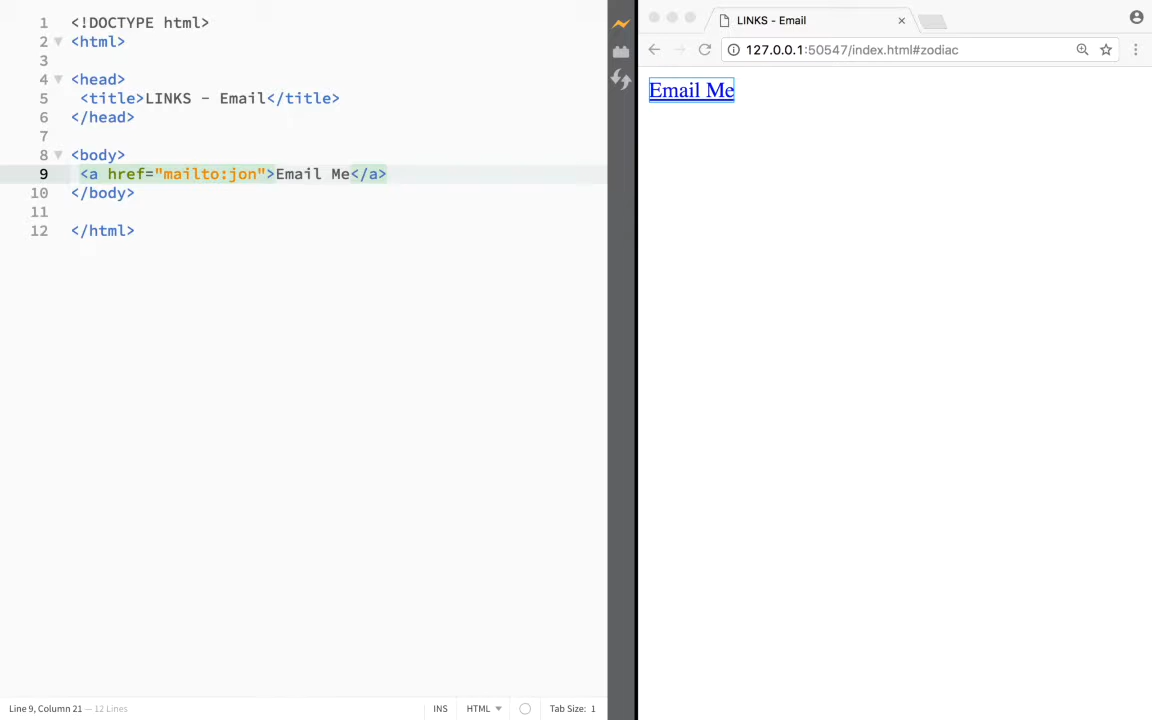 1 <!DOCTYPE html>
2 <html>
3
4 <head>
5 <title>LINKS - Email</title>
6 </head>
7
8 <body>
9 <a href="mailto:jon">Email Me</a>
10 </body>
11
12 </html>
Line 9, Column 21 — 12 Lines
INS HTML Tab Size: 1
LINKS - Email
127.0.0.1:50547/index.html#zodiac
Email Me